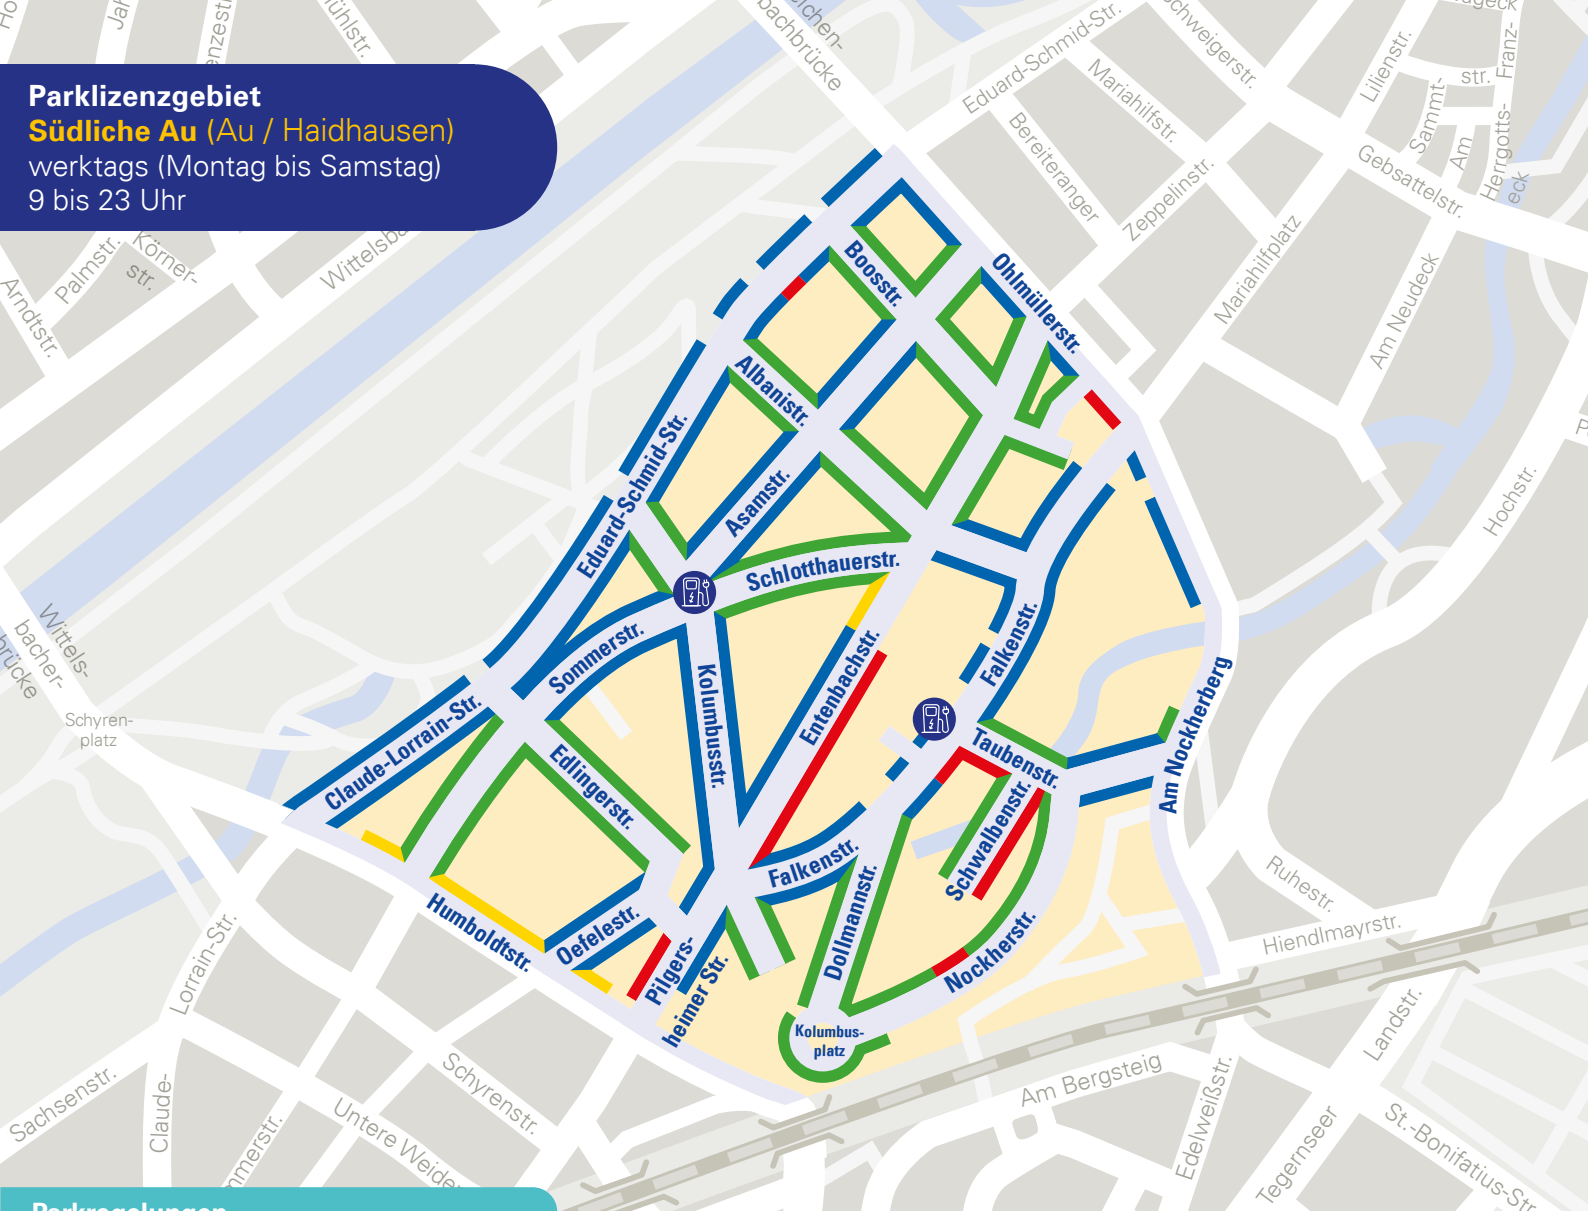 Parklizenzgebiet
Südliche Au (Au / Haidhausen)
werktags (Montag bis Samstag)
9 bis 23 Uhr
bachbrücke
Eduard-Schmid-Str.
Schweigerstr.
Mariahilfstr.
Bereiteranger
Zeppelinstr.
Lilienstr.
str.
Franz-
Sammt-
Am
Herrgotts-
eck
Gebsattelstr.
Mariahilfplatz
Am Neudeck
Hochstr.
Palmstr.
Körner-
str.
Arndtstr.
Boosstr.
Ohlmüllerstr.
Albanistr.
Eduard-Schmid-Str.
Asamstr.
Schlotthauerstr.
Sommerstr.
Kolumbusstr.
Entenbachstr.
Falkenstr.
Claude-Lorrain-Str.
Edlingerstr.
Taubenstr.
Schwalbenstr.
Am Nockherberg
Falkenstr.
Dollmannstr.
Nockherstr.
Humboldtstr.
Oefelestr.
Pilgers-
heimer Str.
Kolumbus-
platz
Wittels-
bacher-
brücke
Schyren-
platz
Lorrain-Str.
Claude-
Sachsenstr.
Schyrenstr.
Ruhestr.
Hiendlmayrstr.
Landstr.
Am Bergsteig
Edelweißstr.
Tegernseer
St.-Bonifatius-Str.
Parkregelungen